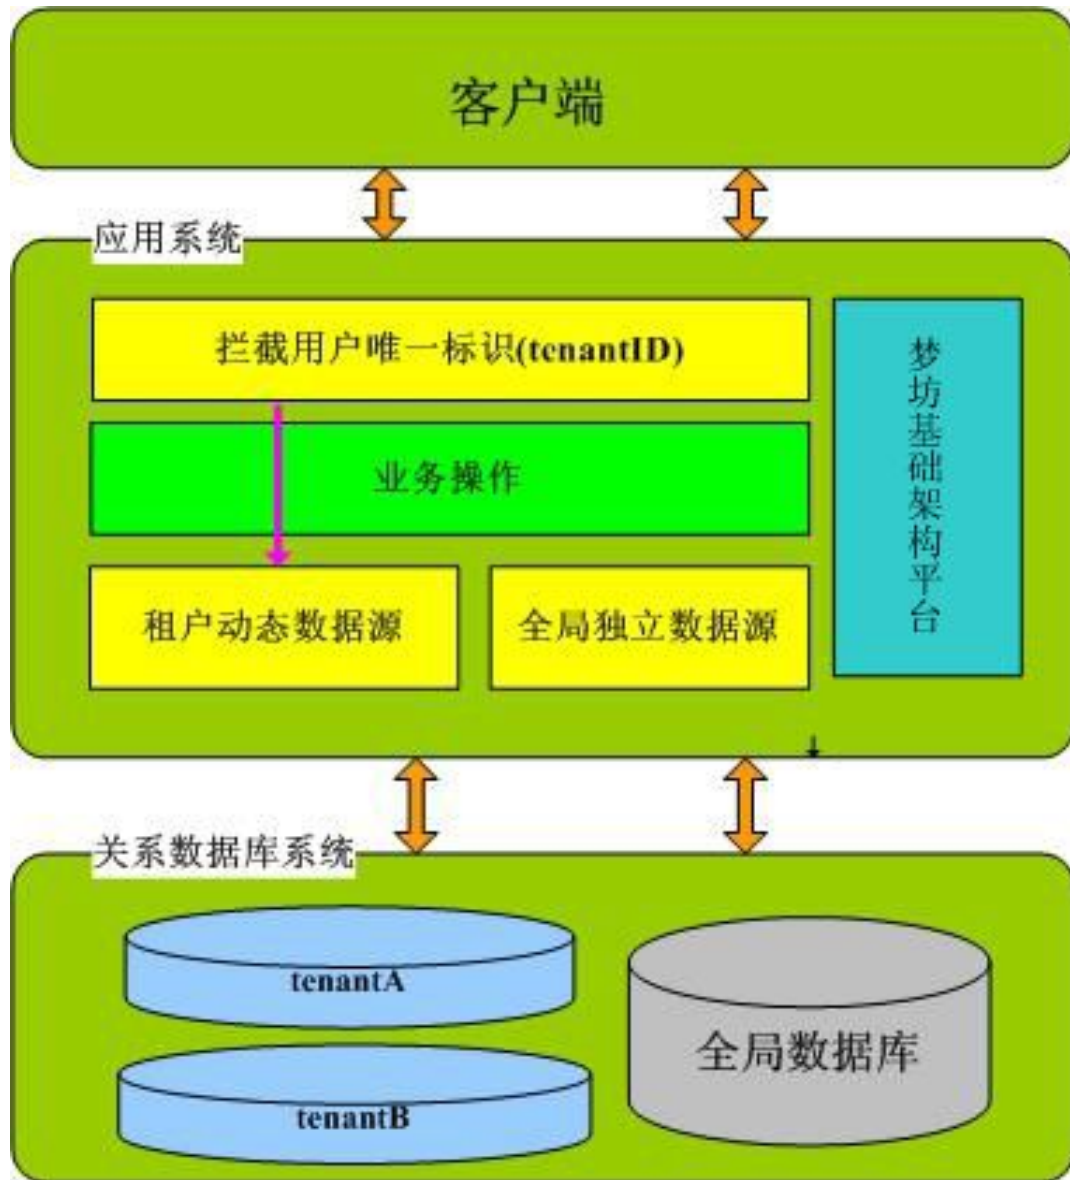 客户端
应用系统
拦截用户唯一标识(tenantID)
业务操作
租户动态数据源
全局独立数据源
梦坊基础架构平台
关系数据库系统
tenantA
tenantB
全局数据库